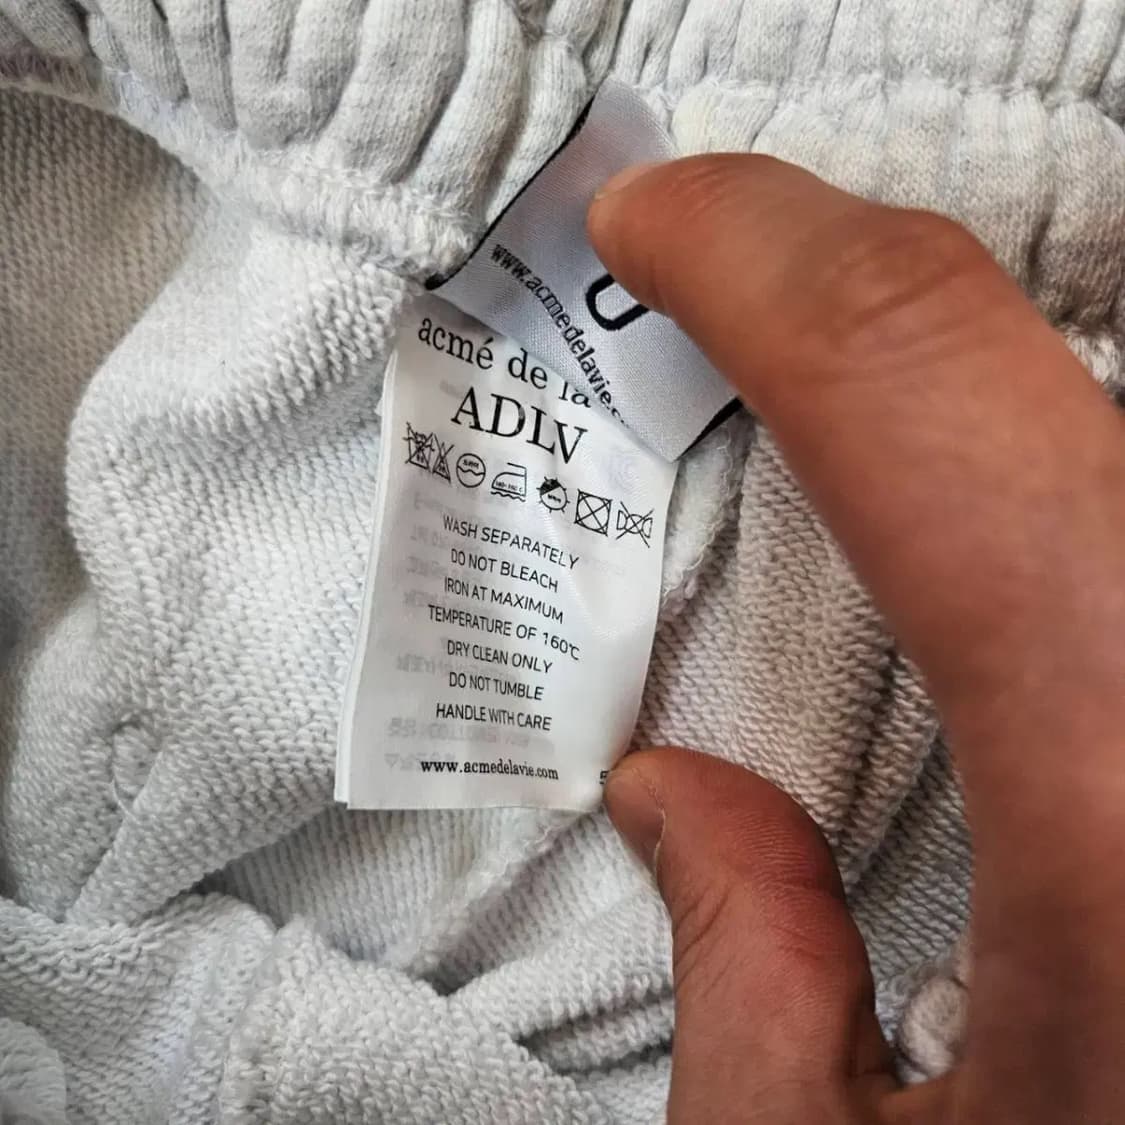 www.acmedelavie.c
acmé de la
ADLV
WASH SEPARATELY
DO NOT BLEACH
IRON AT MAXIMUM
TEMPERATURE OF 160℃
DRY CLEAN ONLY
DO NOT TUMBLE
HANDLE WITH CARE
www.acmedelavie.com